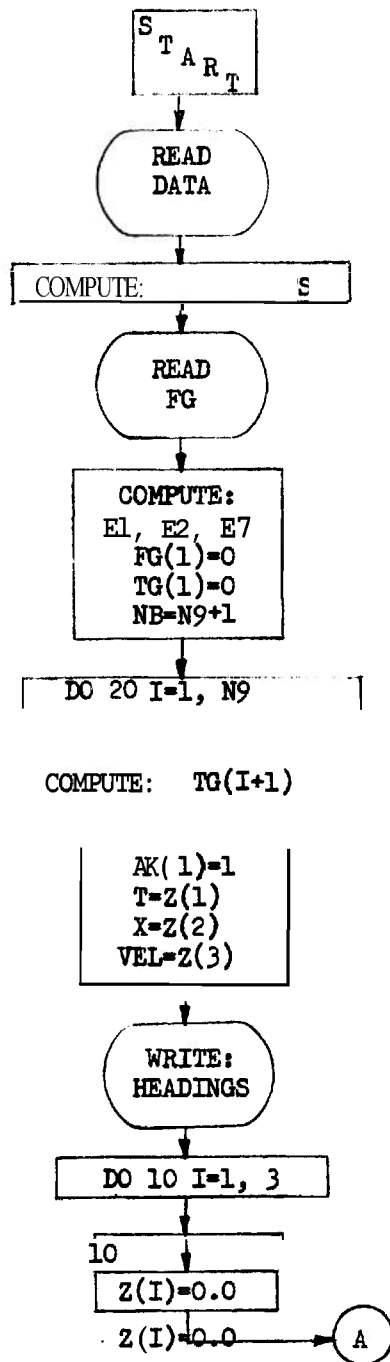 START
READ
DATA
COMPUTE: S
READ
FG
COMPUTE:
E1, E2, E7
FG(1)=0
TG(1)=0
NB=N9+1
DO 20 I=1, N9
COMPUTE: TG(I+1)
AK(1)=1
T=Z(1)
X=Z(2)
VEL=Z(3)
WRITE:
HEADINGS
DO 10 I=1, 3
10
Z(I)=0.0
Z(I)=0.0
A